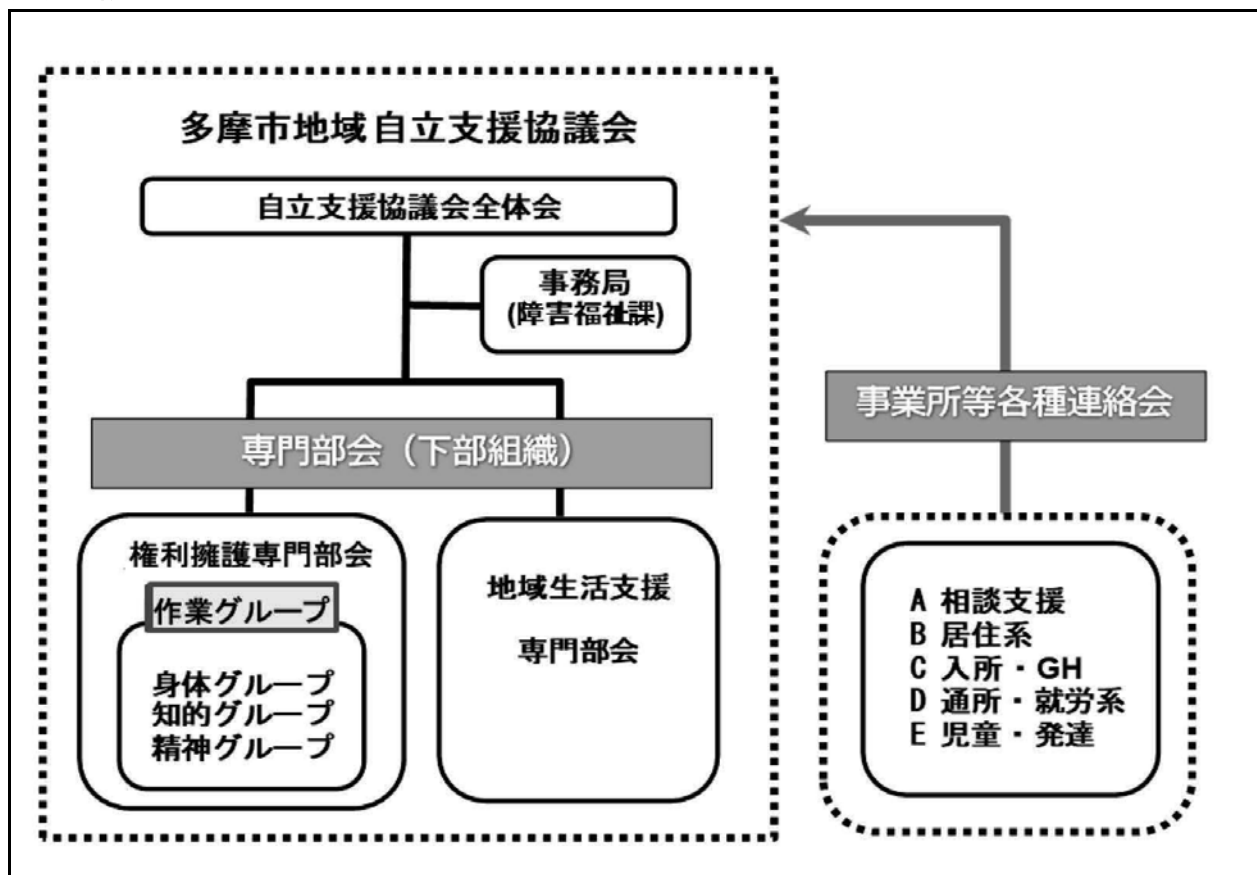 多摩市地域自立支援協議会
自立支援協議会全体会
事務局
(障害福祉課)
専門部会（下部組織）
権利擁護専門部会
作業グループ
身体グループ
知的グループ
精神グループ
地域生活支援
専門部会
事業所等各種連絡会
A 相談支援
B 居住系
C 入所・GH
D 通所・就労系
E 児童・発達